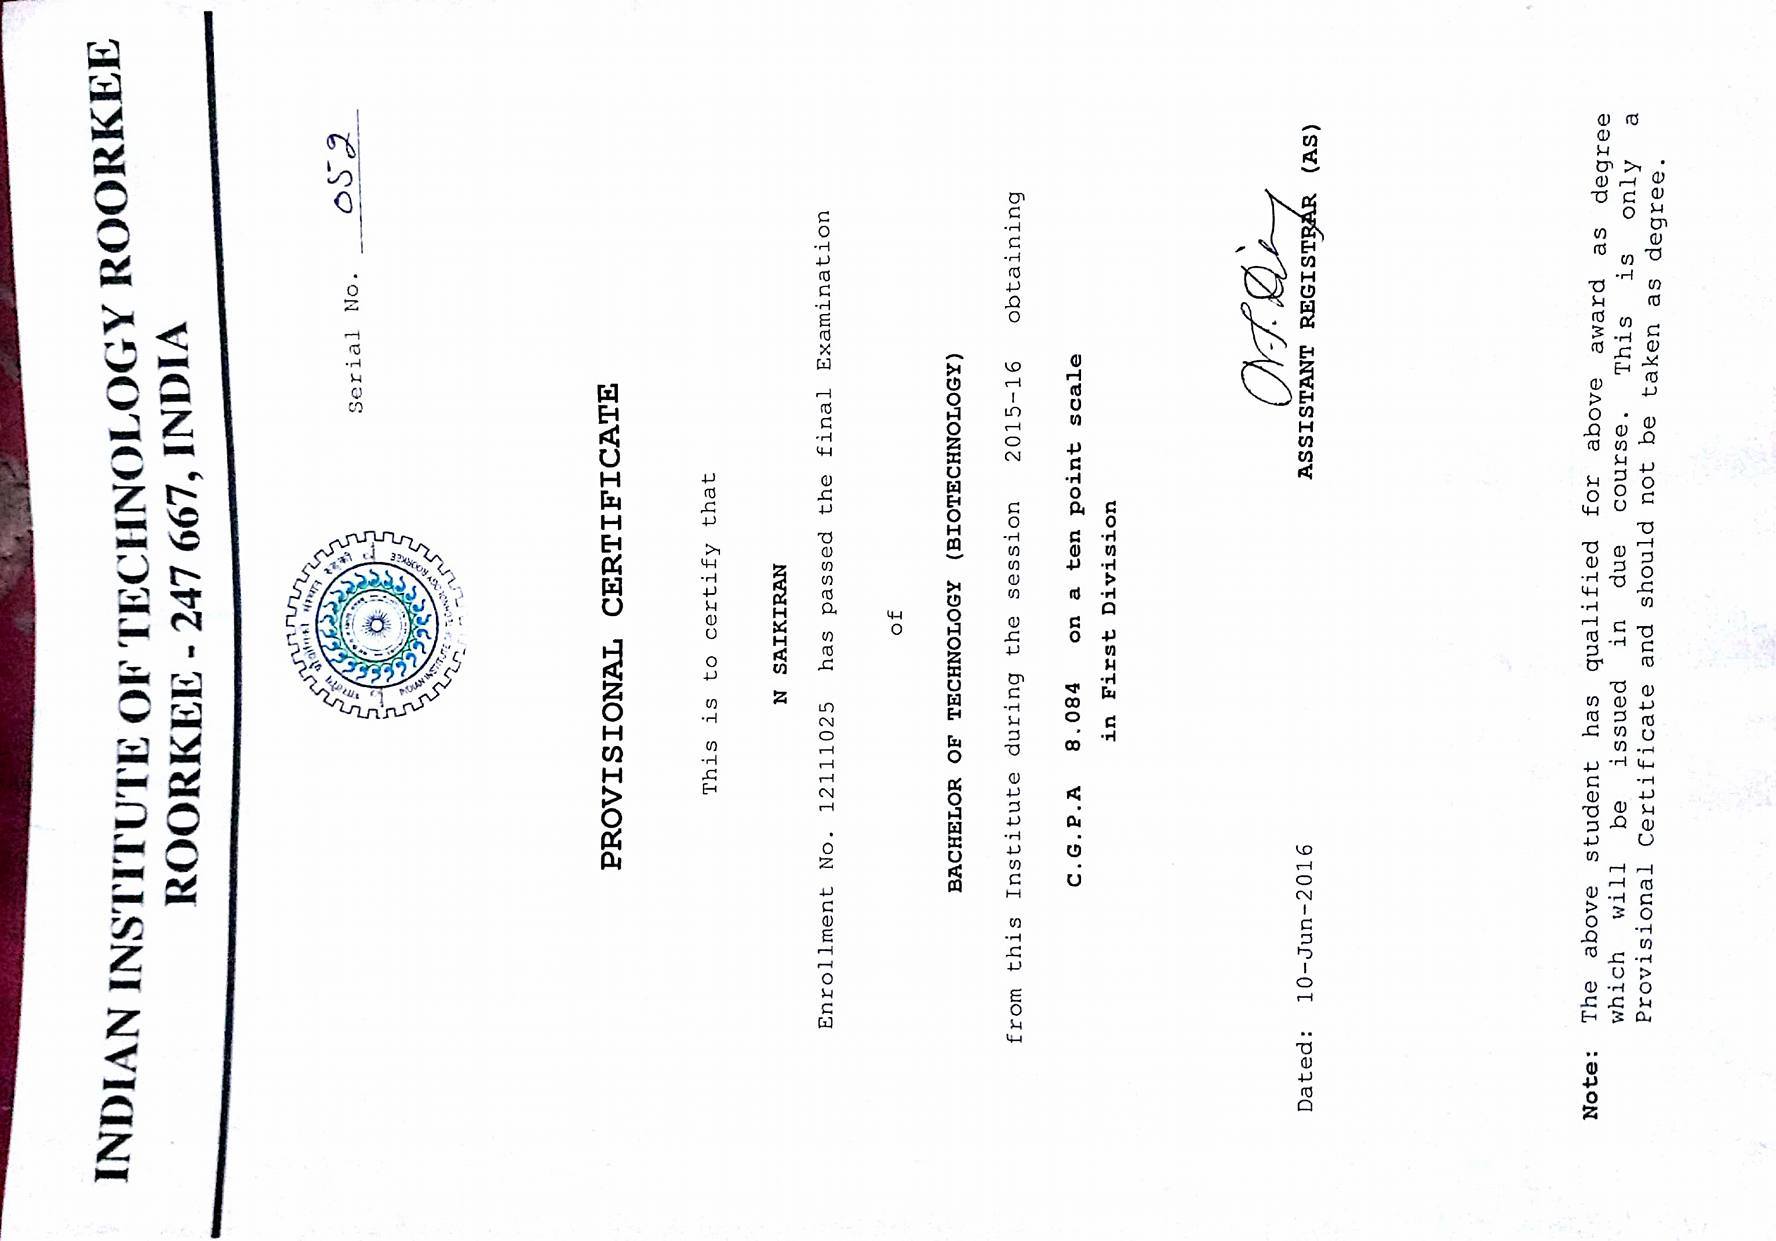 INDIAN INSTITUTE OF TECHNOLOGY ROORKEE
ROORKEE - 247 667, INDIA
Serial No. 052
PROVISIONAL CERTIFICATE
This is to certify that
N SAIKIRAN
Enrollment No. 12111025 has passed the final Examination
of
BACHELOR OF TECHNOLOGY (BIOTECHNOLOGY)
from this Institute during the session 2015-16 obtaining
C.G.P.A 8.084 on a ten point scale
in First Division
Dated: 10-Jun-2016
ASSISTANT REGISTRAR (AS)
Note: The above student has qualified for above award as degree
which will be issued in due course. This is only a
Provisional Certificate and should not be taken as degree.